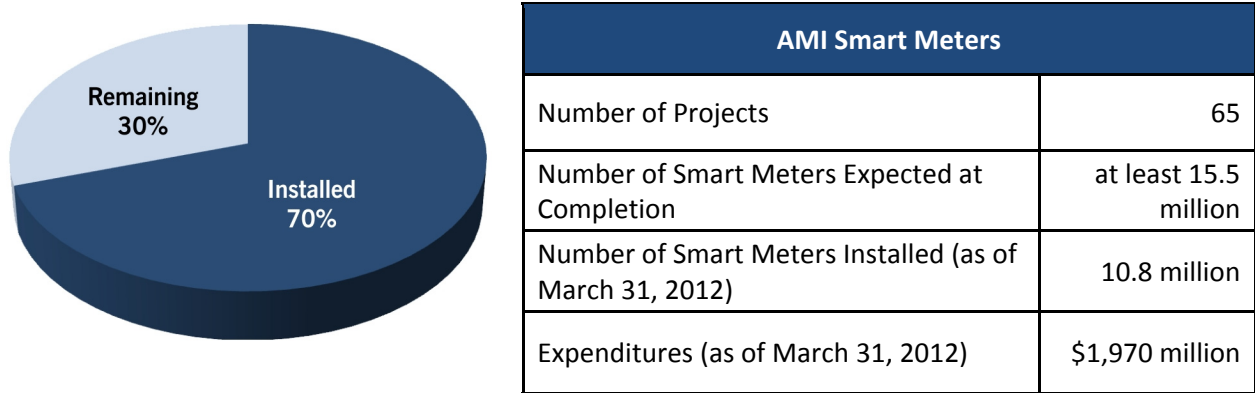 Remaining
30%
Installed
70%
AMI Smart Meters
Number of Projects
65
Number of Smart Meters Expected at
Completion
at least 15.5
million
Number of Smart Meters Installed (as of
March 31, 2012)
10.8 million
Expenditures (as of March 31, 2012)
$1,970 million